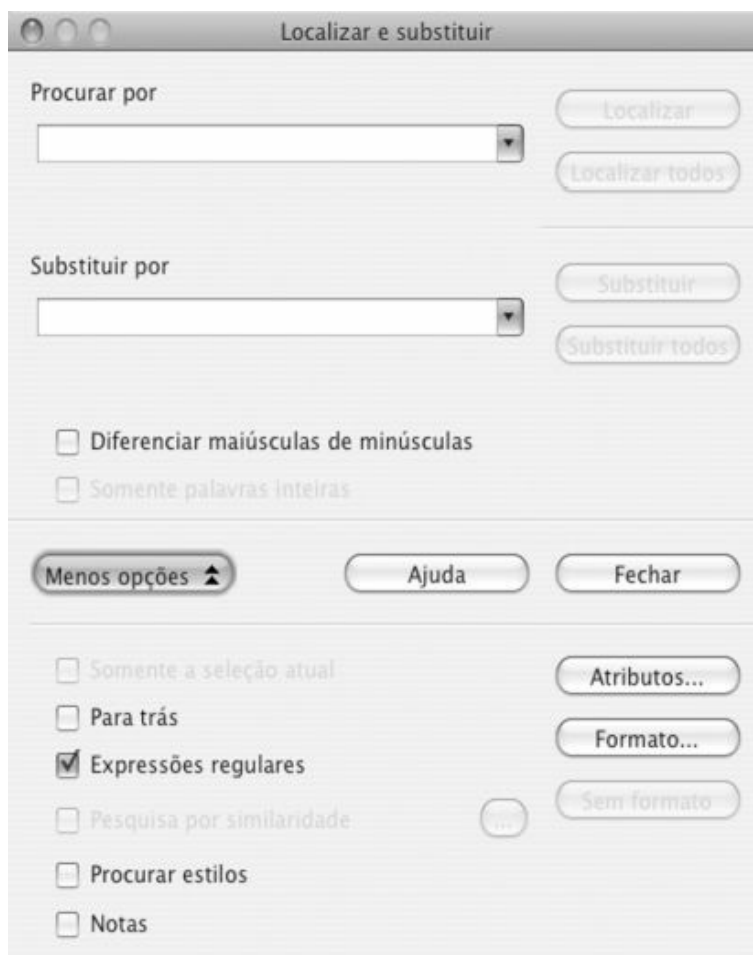 Localizar e substituir
Procurar por
Localizar
Localizar todos
Substituir por
Substituir
Substituir todos
Diferenciar maiúsculas de minúsculas
Somente palavras inteiras
Menos opções
Ajuda
Fechar
Somente a seleção atual
Atributos...
Para trás
Formato...
Expressões regulares
Sem formato
Pesquisa por similaridade
...
Procurar estilos
Notas